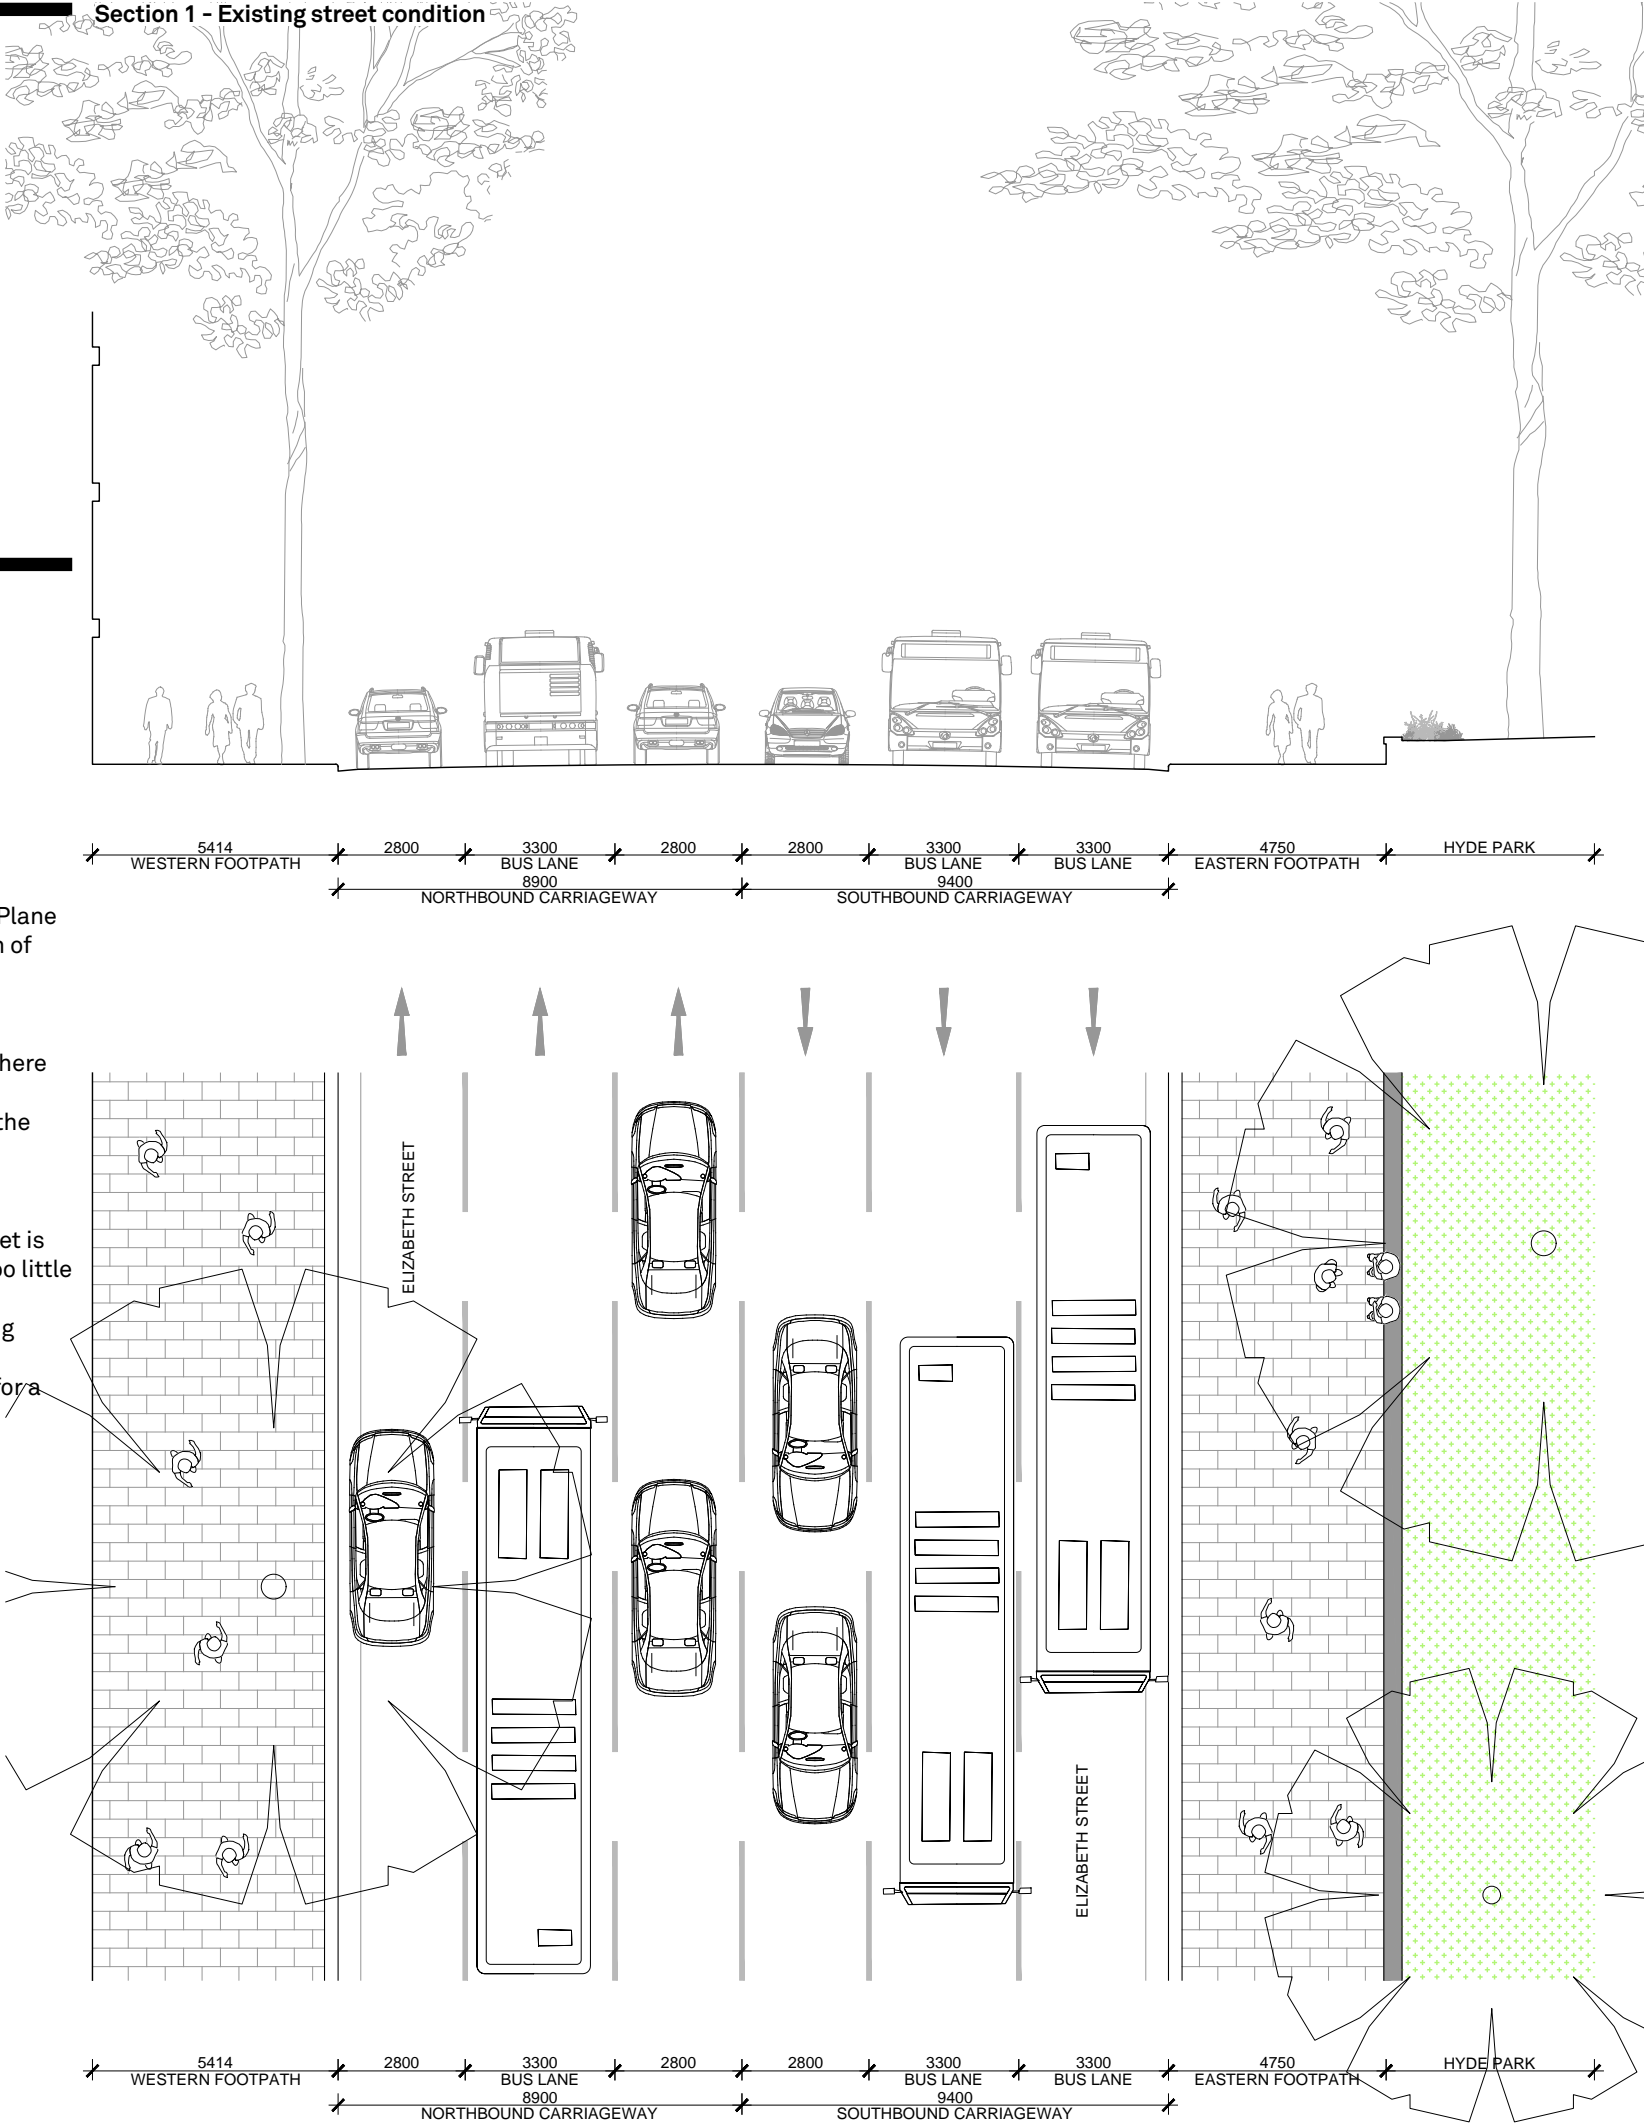 Section 1 - Existing street condition
5414 2800 3300 2800 2800 3300 3300 4750 HYDE PARK
WESTERN FOOTPATH BUS LANE BUS LANE BUS LANE EASTERN FOOTPATH
8900 9400
NORTHBOUND CARRIAGEWAY SOUTHBOUND CARRIAGEWAY
Plane
of
here
the
et is
little
for a
ELIZABETH STREET
ELIZABETH STREET
5414 2800 3300 2800 2800 3300 3300 4750 HYDE PARK
WESTERN FOOTPATH BUS LANE BUS LANE BUS LANE EASTERN FOOTPATH
8900 9400
NORTHBOUND CARRIAGEWAY SOUTHBOUND CARRIAGEWAY